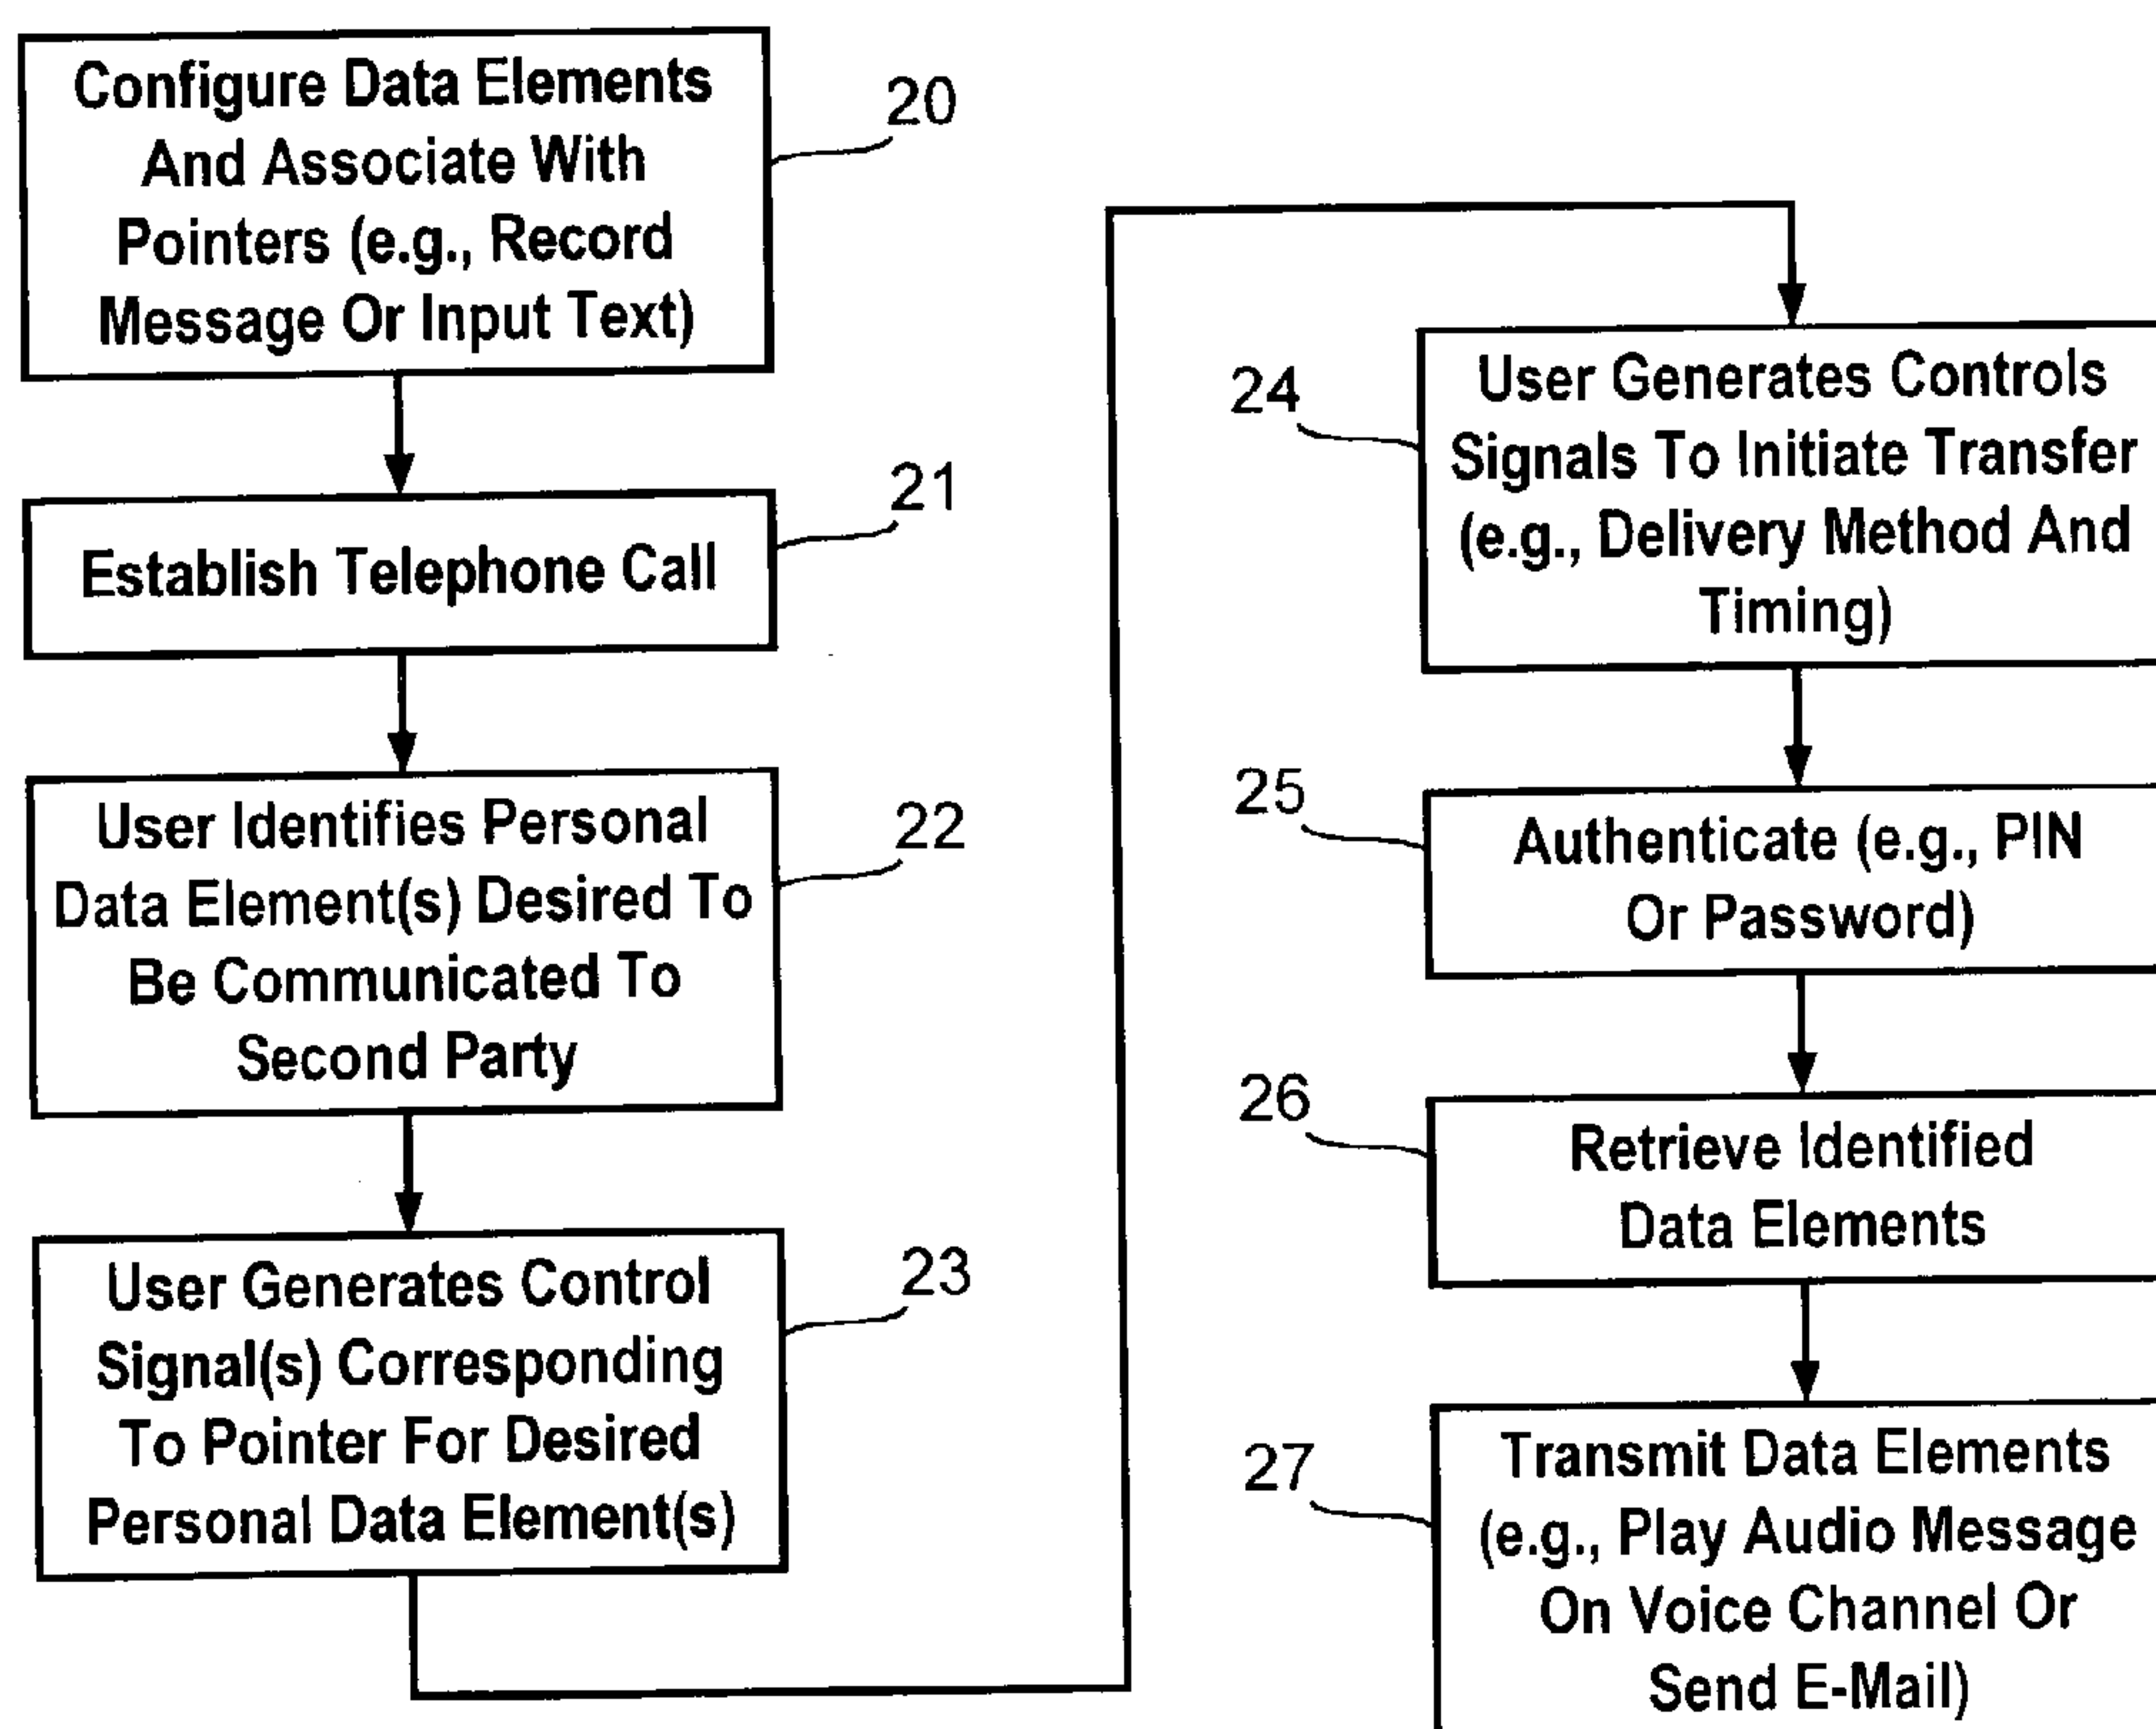 Configure Data Elements
And Associate With
Pointers (e.g., Record
Message Or Input Text)
20
Establish Telephone Call
21
User Identifies Personal
Data Element(s) Desired To
Be Communicated To
Second Party
22
User Generates Control
Signal(s) Corresponding
To Pointer For Desired
Personal Data Element(s)
23
24
User Generates Controls
Signals To Initiate Transfer
(e.g., Delivery Method And
Timing)
25
Authenticate (e.g., PIN
Or Password)
26
Retrieve Identified
Data Elements
27
Transmit Data Elements
(e.g., Play Audio Message
On Voice Channel Or
Send E-Mail)